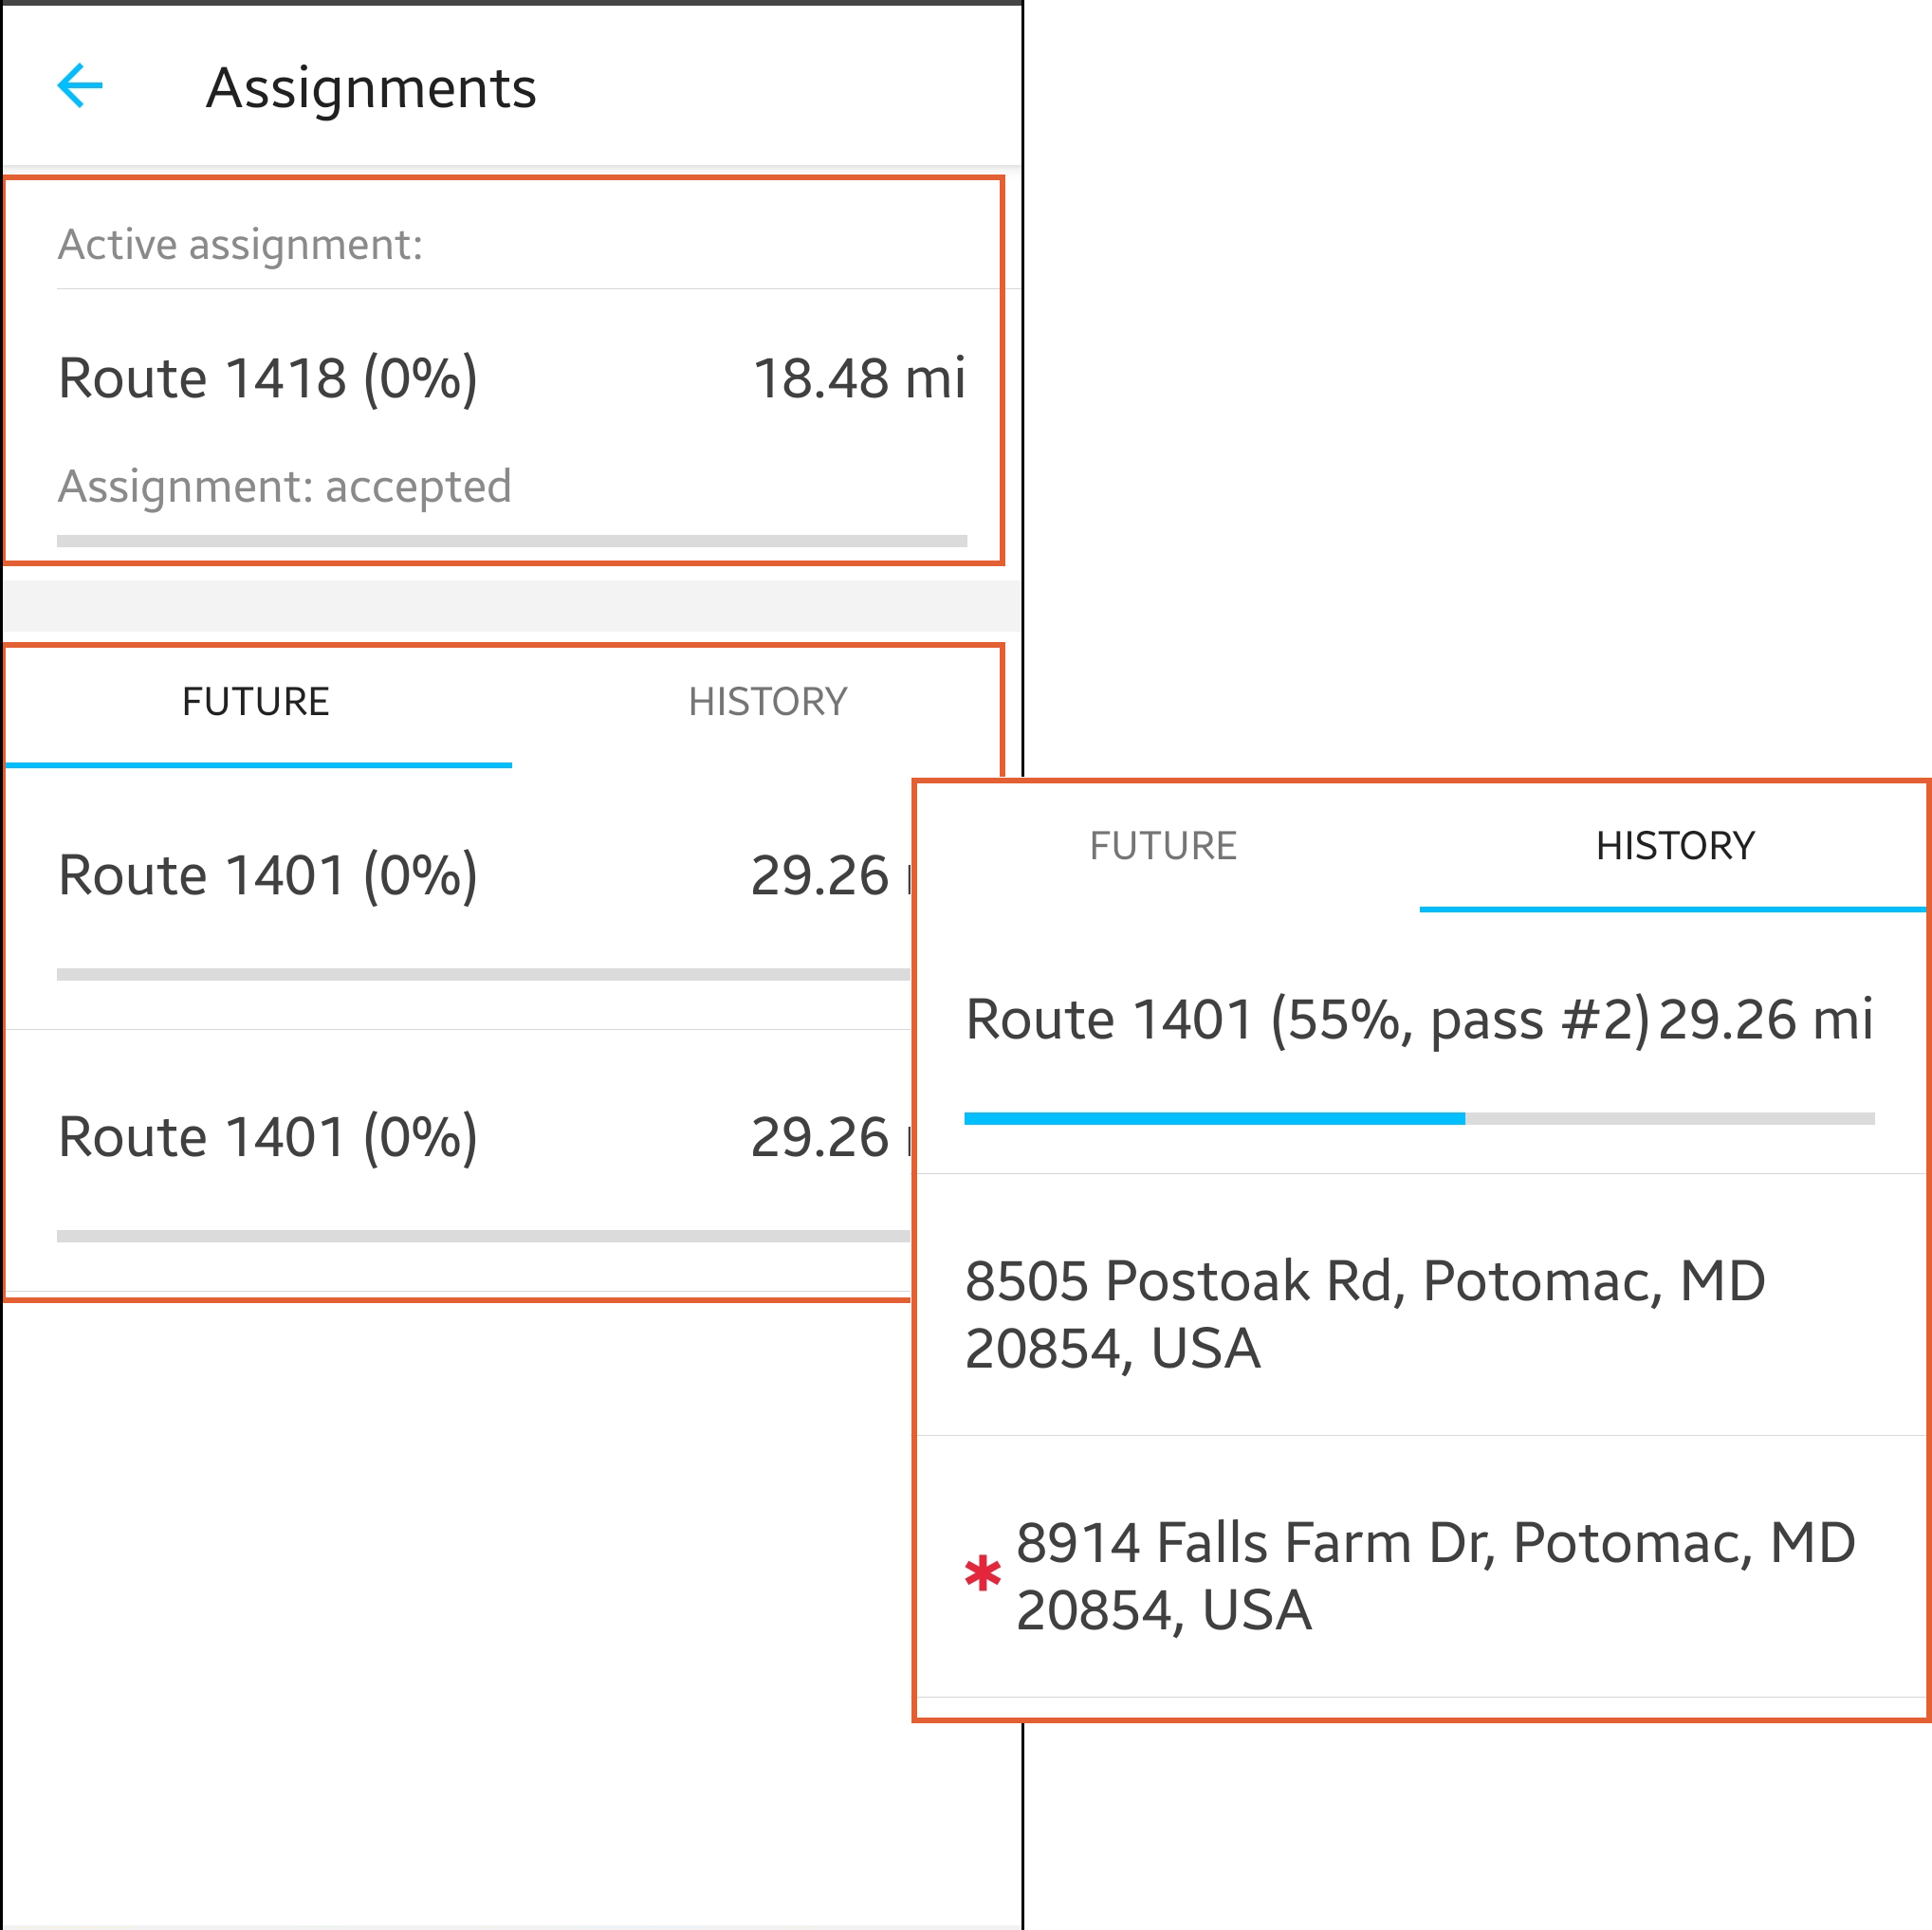 Assignments
Active assignment:
Route 1418 (0%) 18.48 mi
Assignment: accepted
FUTURE HISTORY
Route 1401 (0%) 29.26
Route 1401 (0%) 29.26
FUTURE HISTORY
Route 1401 (55%, pass #2) 29.26 mi
8505 Postoak Rd, Potomac, MD
20854, USA
* 8914 Falls Farm Dr, Potomac, MD
20854, USA